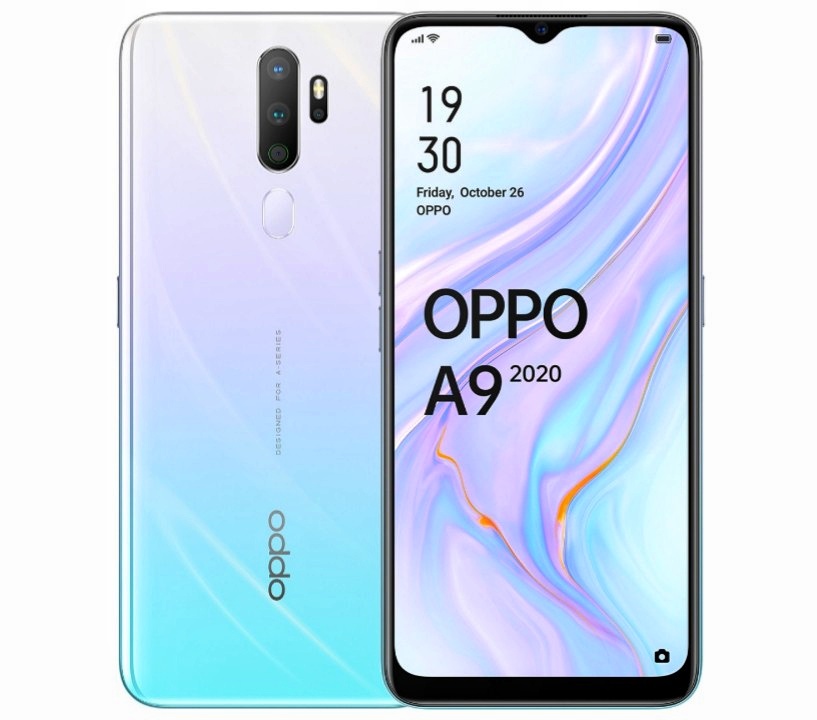 19
30
Friday, October 26
OPPO
OPPO
A9 2020
DESIGNED FOR A-SERIES
oppo